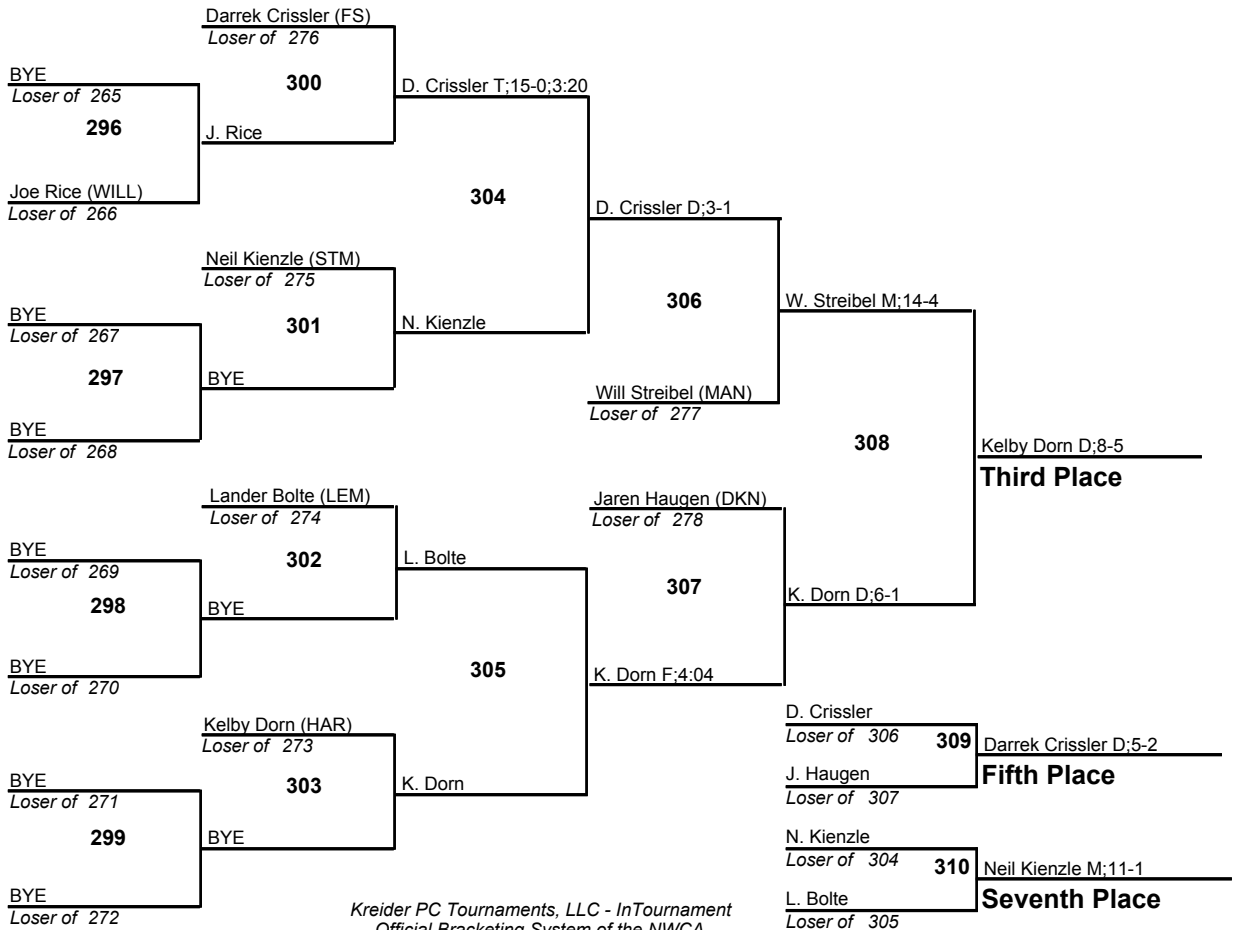 Darrek Crissler (FS)
Loser of 276
BYE
Loser of 265
300
D. Crissler T;15-0;3:20
296
J. Rice
Joe Rice (WILL)
Loser of 266
304
D. Crissler D;3-1
Neil Kienzle (STM)
Loser of 275
BYE
Loser of 267
301
N. Kienzle
306
W. Streibel M;14-4
297
BYE
Will Streibel (MAN)
Loser of 277
BYE
Loser of 268
308
Kelby Dorn D;8-5
Third Place
Lander Bolte (LEM)
Loser of 274
Jaren Haugen (DKN)
Loser of 278
BYE
Loser of 269
302
L. Bolte
307
298
BYE
K. Dorn D;6-1
BYE
Loser of 270
305
K. Dorn F;4:04
Kelby Dorn (HAR)
Loser of 273
D. Crissler
Loser of 306
309
Darrek Crissler D;5-2
Fifth Place
BYE
Loser of 271
303
K. Dorn
J. Haugen
Loser of 307
299
BYE
N. Kienzle
Loser of 304
310
Neil Kienzle M;11-1
Seventh Place
BYE
Loser of 272
L. Bolte
Loser of 305
Kreider PC Tournaments, LLC - InTournament
Official Bracketing System of the NWCA